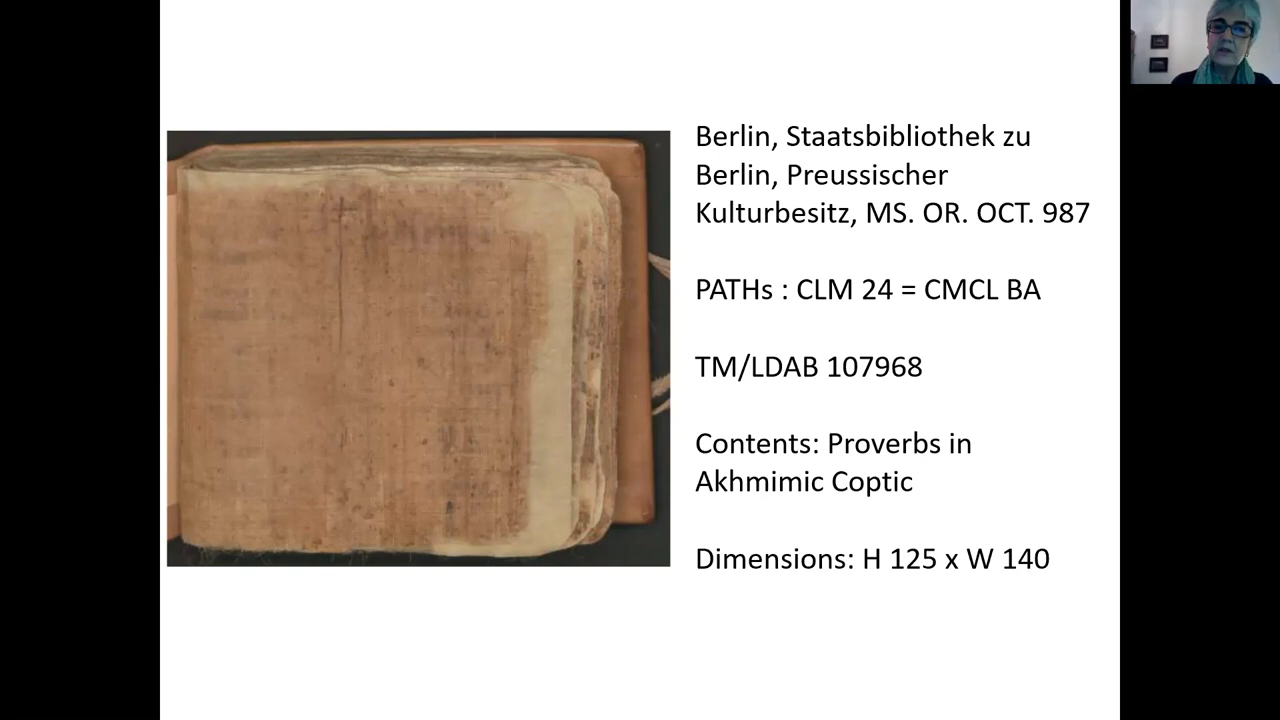 Berlin, Staatsbibliothek zu
Berlin, Preussischer
Kulturbesitz, MS. OR. OCT. 987
PATHs : CLM 24 = CMCL BA
TM/LDAB 107968
Contents: Proverbs in
Akhmimic Coptic
Dimensions: H 125 x W 140